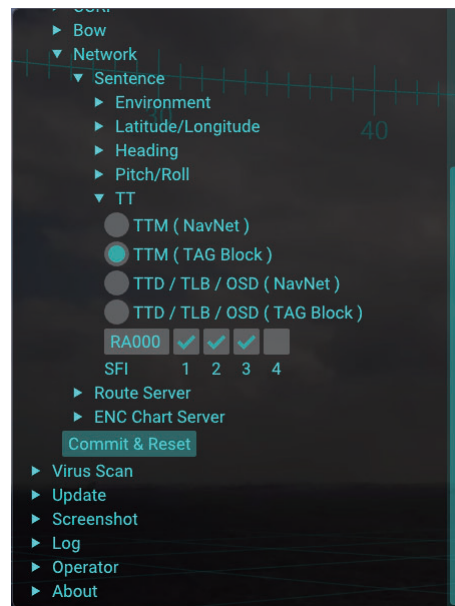 Bow
Network
Sentence
Environment
Latitude/Longitude
Heading
Pitch/Roll
TT
TTM ( NavNet )
TTM ( TAG Block )
TTD / TLB / OSD ( NavNet )
TTD / TLB / OSD ( TAG Block )
RA000
SFI 1 2 3 4
Route Server
ENC Chart Server
Commit & Reset
Virus Scan
Update
Screenshot
Log
Operator
About
30
40